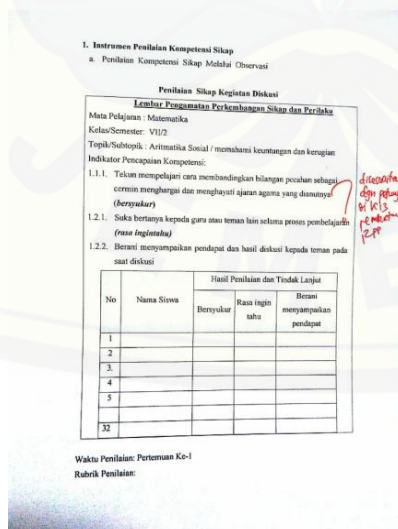 1. Instrumen Penilaian Kompetensi Sikap
a. Penilaian Kompetensi Sikap Melalui Observasi
Penilaian Sikap Kegiatan Diskusi
Lembar Pengamatan Perkembangan Sikap dan Perilaku
Mata Pelajaran : Matematika
Kelas/Semester: VII/2
Topik/Subtopik : Aritmatika Sosial / memahami keuntungan dan kerugian
Indikator Pencapaian Kompetensi:
1.1.1. Tekun mempelajari cara membandingkan bilangan pecahan sebagai
cermin menghargai dan menghayati ajaran agama yang dianutnya
(bersyukur)
1.2.1. Suka bertanya kepada guru atau teman lain selama proses pembelajaran
(rasa ingintahu)
1.2.2. Berani menyampaikan pendapat dan hasil diskusi kepada teman pada
saat diskusi
No
Nama Siswa
Hasil Penilaian dan Tindak Lanjut
Bersyukur
Rasa ingin
tahu
Berani
menyampaikan
pendapat
1
2
3.
4
5
32
Waktu Penilaian: Pertemuan Ke-1
Rubrik Penilaian: